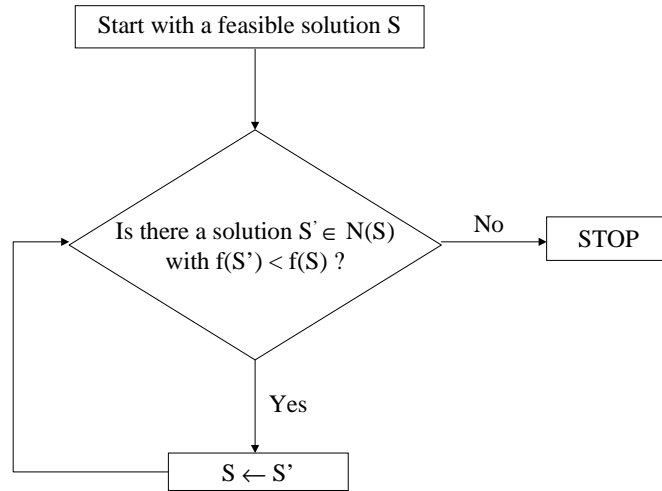 Start with a feasible solution S
Is there a solution S' ∈ N(S)
with f(S’) < f(S) ?
No
STOP
Yes
S ← S’